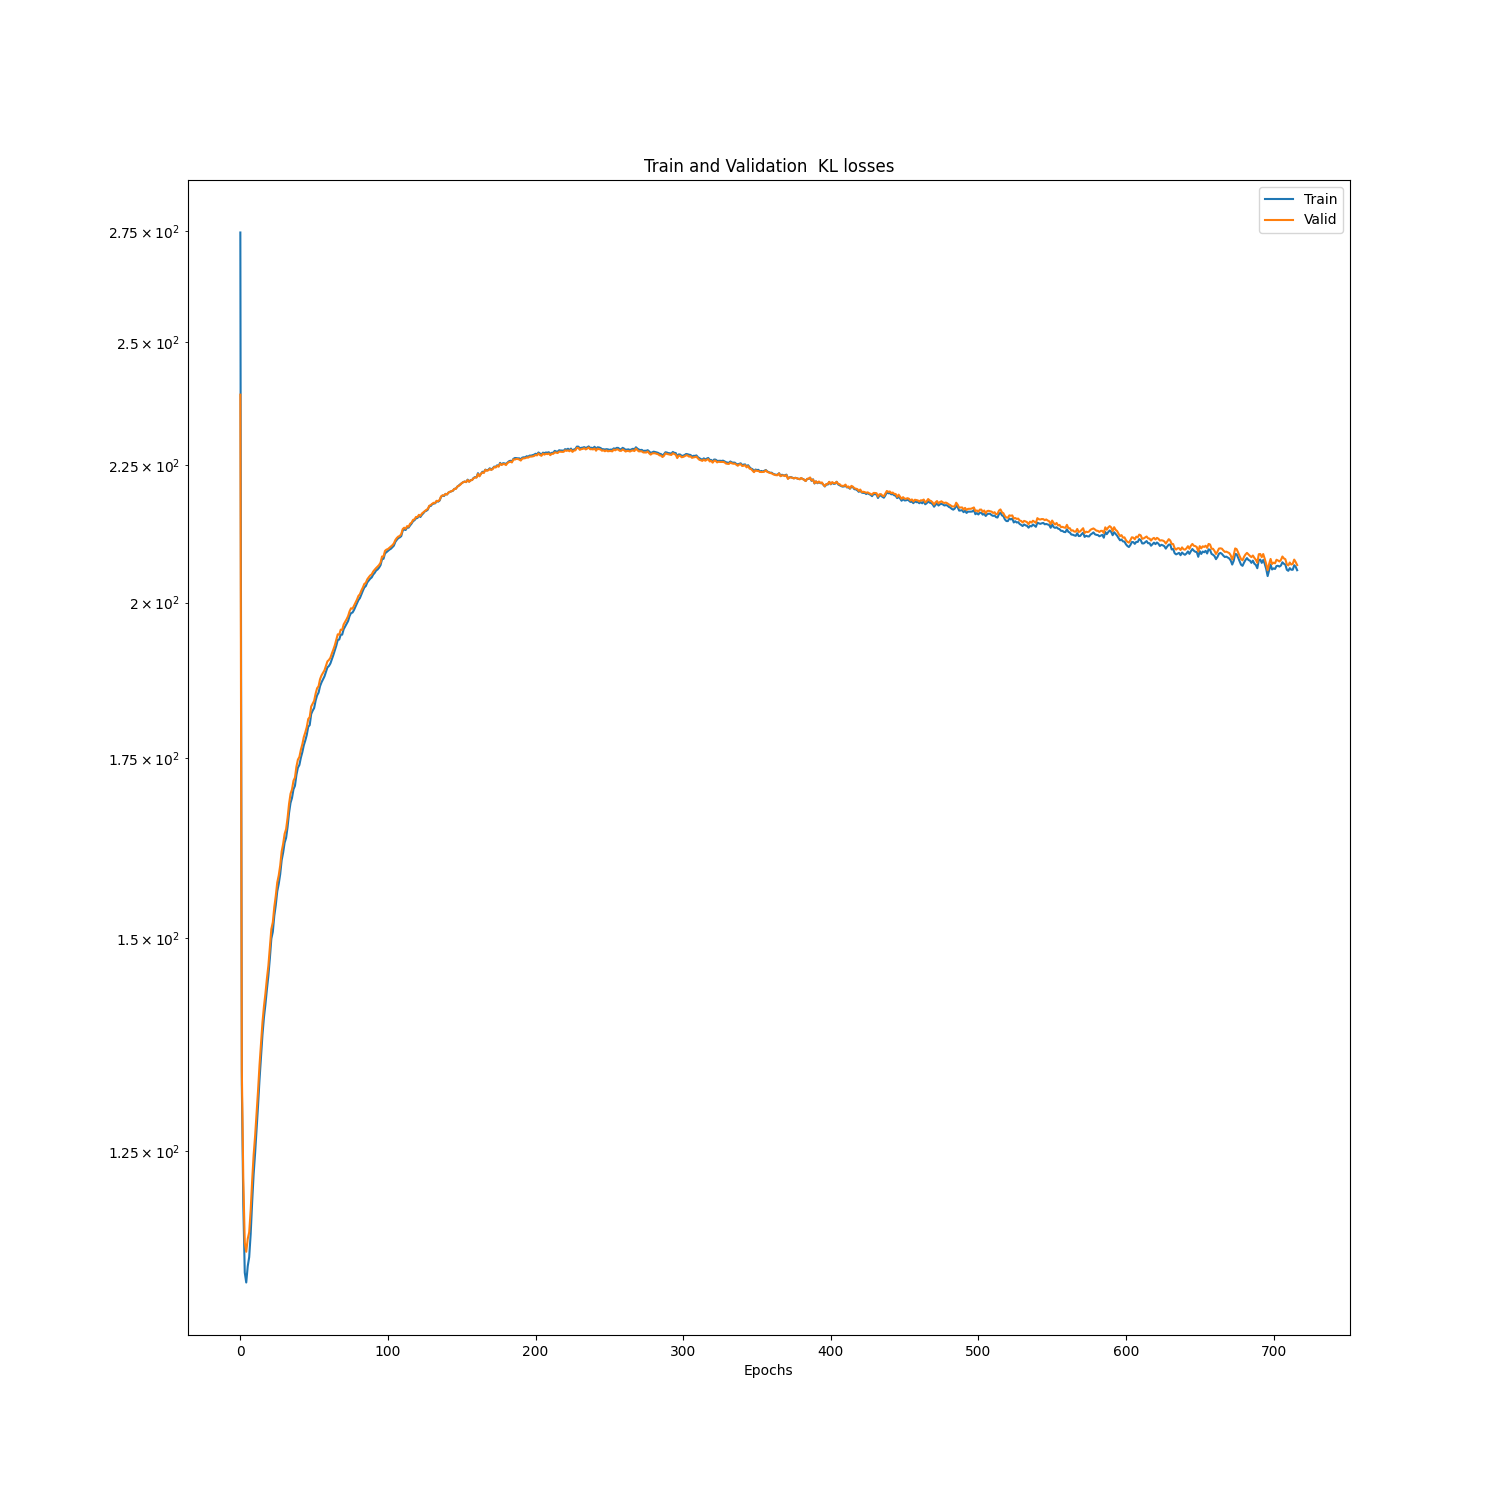 Train and Validation  KL losses
Train
Valid
2.75 × 10²
2.5 × 10²
2.25 × 10²
2 × 10²
1.75 × 10²
1.5 × 10²
1.25 × 10²
0 100 200 300 400 500 600 700
Epochs